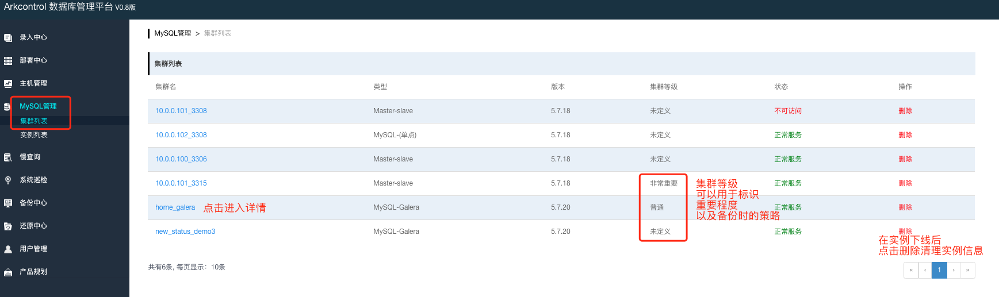 Arkcontrol 数据库管理平台 V0.8版
录入中心
部署中心
主机管理
MySQL管理
集群列表
实例列表
慢查询
系统巡检
备份中心
还原中心
用户管理
产品规划
MySQL管理 > 集群列表
集群列表
集群名 类型 版本 集群等级 状态 操作
10.0.0.101_3308 Master-slave 5.7.18 未定义 不可访问 删除
10.0.0.102_3308 MySQL-(单点) 5.7.18 未定义 正常服务 删除
10.0.0.100_3306 Master-slave 5.7.18 未定义 正常服务 删除
10.0.0.101_3315 Master-slave 5.7.18 非常重要 正常服务 删除
home_galera 点击进入详情 MySQL-Galera 5.7.20 普通 正常服务 删除
new_status_demo3 MySQL-Galera 5.7.20 未定义 正常服务 删除
集群等级
可以用于标识
重要程度
以及备份时的策略
在实例下线后
点击删除清理实例信息
共有6条, 每页显示: 10条
« ‹ 1 › »